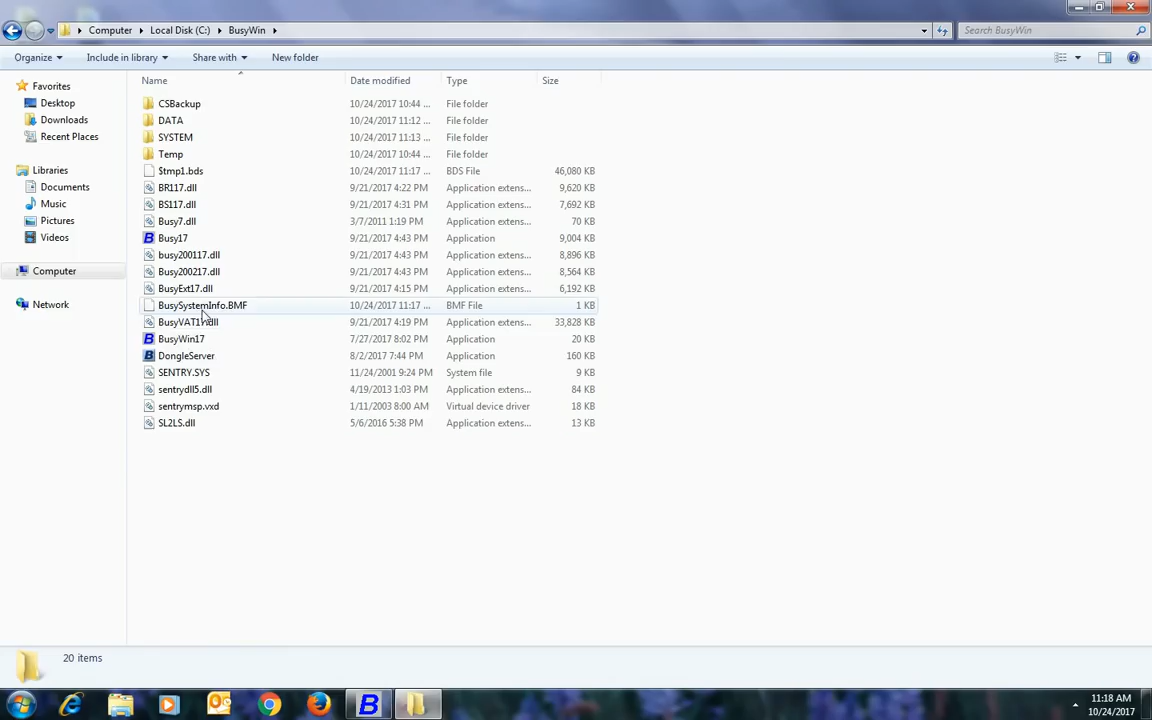 Computer Local Disk (C:) BusyWin Search BusyWin
Organize Include in library Share with New folder
Name Date modified Type Size
Favorites
Desktop
Downloads
Recent Places
Libraries
Documents
Music
Pictures
Videos
Computer
Network
CSBackup 10/24/2017 10:44 ... File folder
DATA 10/24/2017 11:12 ... File folder
SYSTEM 10/24/2017 11:13 ... File folder
Temp 10/24/2017 10:44 ... File folder
$tmp1.bds 10/24/2017 11:17 ... BDS File 46,080 KB
BR117.dll 9/21/2017 4:22 PM Application extens... 9,620 KB
BS117.dll 9/21/2017 4:31 PM Application extens... 7,692 KB
Busy7.dll 3/7/2011 1:19 PM Application extens... 70 KB
Busy17 9/21/2017 4:43 PM Application 9,004 KB
busy200117.dll 9/21/2017 4:43 PM Application extens... 8,896 KB
Busy200217.dll 9/21/2017 4:43 PM Application extens... 8,564 KB
BusyExt17.dll 9/21/2017 4:15 PM Application extens... 6,192 KB
BusySystemInfo.BMF 10/24/2017 11:17 ... BMF File 1 KB
BusyVAT17.dll 9/21/2017 4:19 PM Application extens... 33,828 KB
BusyWin17 7/27/2017 8:02 PM Application 20 KB
DongleServer 8/2/2017 7:44 PM Application 160 KB
SENTRY.SYS 11/24/2001 9:24 PM System file 9 KB
sentrydll5.dll 4/19/2013 1:03 PM Application extens... 84 KB
sentrymsp.vxd 1/11/2003 8:00 AM Virtual device driver 18 KB
SL2LS.dll 5/6/2016 5:38 PM Application extens... 13 KB
20 items
11:18 AM
10/24/2017